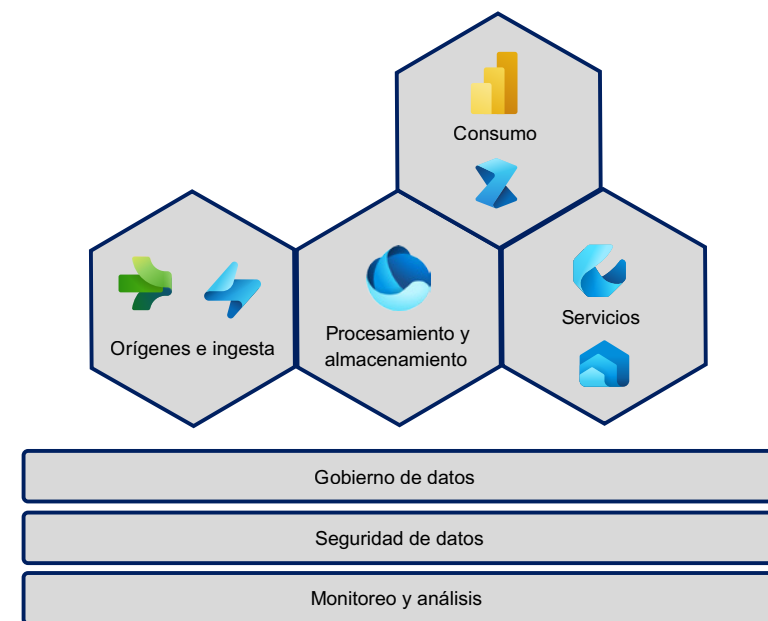 Consumo
Orígenes e ingesta
Procesamiento y
almacenamiento
Servicios
Gobierno de datos
Seguridad de datos
Monitoreo y análisis